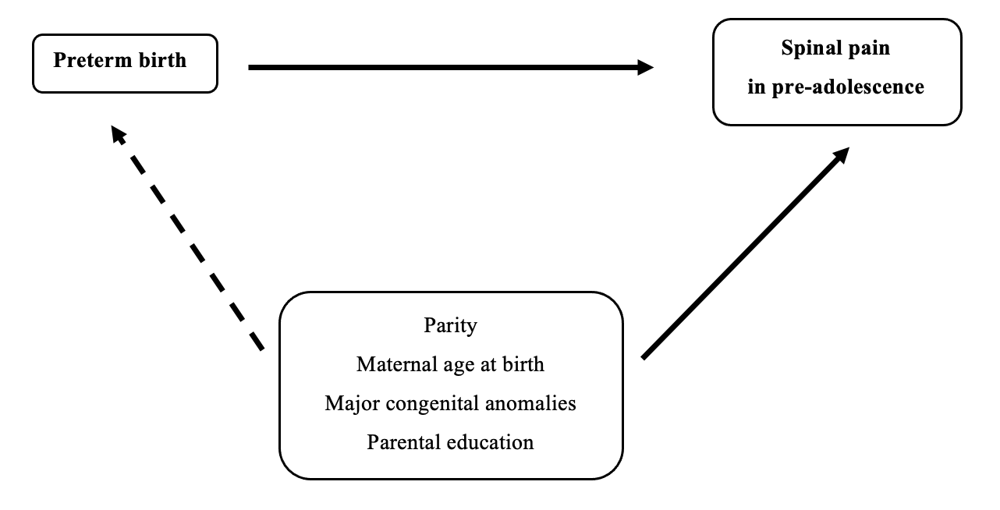 Preterm birth
Spinal pain
in pre-adolescence
Parity
Maternal age at birth
Major congenital anomalies
Parental education